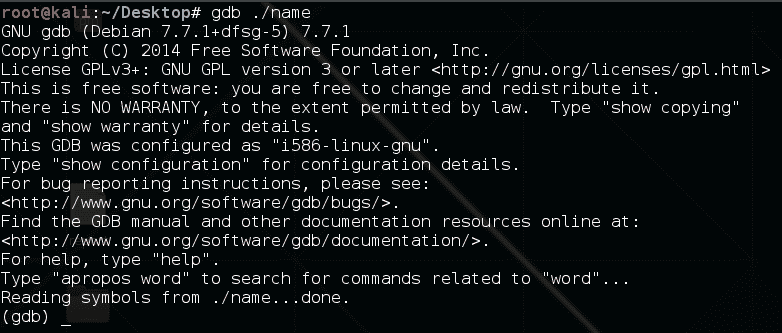 root@kali:~/Desktop# gdb ./name
GNU gdb (Debian 7.7.1+dfsg-5) 7.7.1
Copyright (C) 2014 Free Software Foundation, Inc.
License GPLv3+: GNU GPL version 3 or later <http://gnu.org/licenses/gpl.html>
This is free software: you are free to change and redistribute it.
There is NO WARRANTY, to the extent permitted by law.  Type "show copying"
and "show warranty" for details.
This GDB was configured as "i586-linux-gnu".
Type "show configuration" for configuration details.
For bug reporting instructions, please see:
<http://www.gnu.org/software/gdb/bugs/>.
Find the GDB manual and other documentation resources online at:
<http://www.gnu.org/software/gdb/documentation/>.
For help, type "help".
Type "apropos word" to search for commands related to "word"...
Reading symbols from ./name...done.
(gdb) _